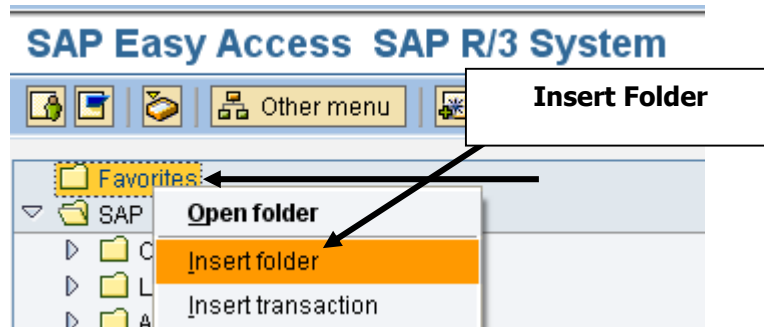 SAP Easy Access SAP R/3 System
Other menu
Insert Folder
Favorites
SAP
Open folder
C
Insert folder
L
Insert transaction
A